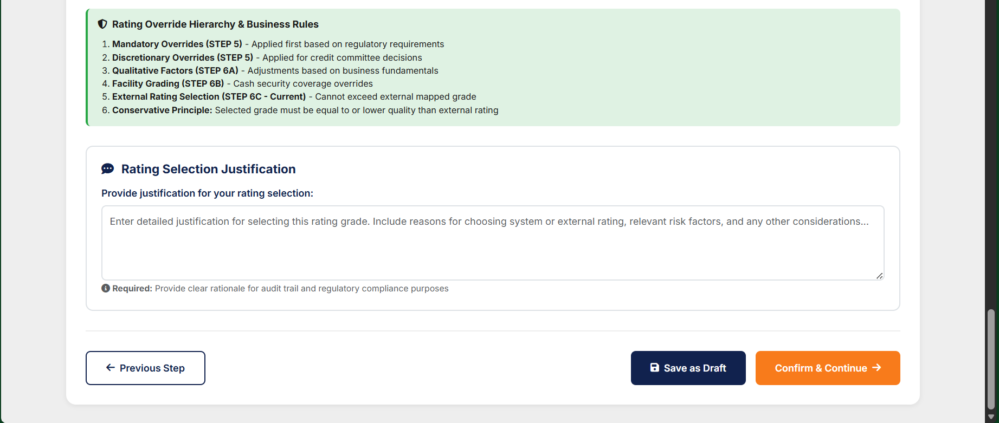 Rating Override Hierarchy & Business Rules
1. Mandatory Overrides (STEP 5) - Applied first based on regulatory requirements
2. Discretionary Overrides (STEP 5) - Applied for credit committee decisions
3. Qualitative Factors (STEP 6A) - Adjustments based on business fundamentals
4. Facility Grading (STEP 6B) - Cash security coverage overrides
5. External Rating Selection (STEP 6C - Current) - Cannot exceed external mapped grade
6. Conservative Principle: Selected grade must be equal to or lower quality than external rating
Rating Selection Justification
Provide justification for your rating selection:
Enter detailed justification for selecting this rating grade. Include reasons for choosing system or external rating, relevant risk factors, and any other considerations...
Required: Provide clear rationale for audit trail and regulatory compliance purposes
Previous Step
Save as Draft
Confirm & Continue